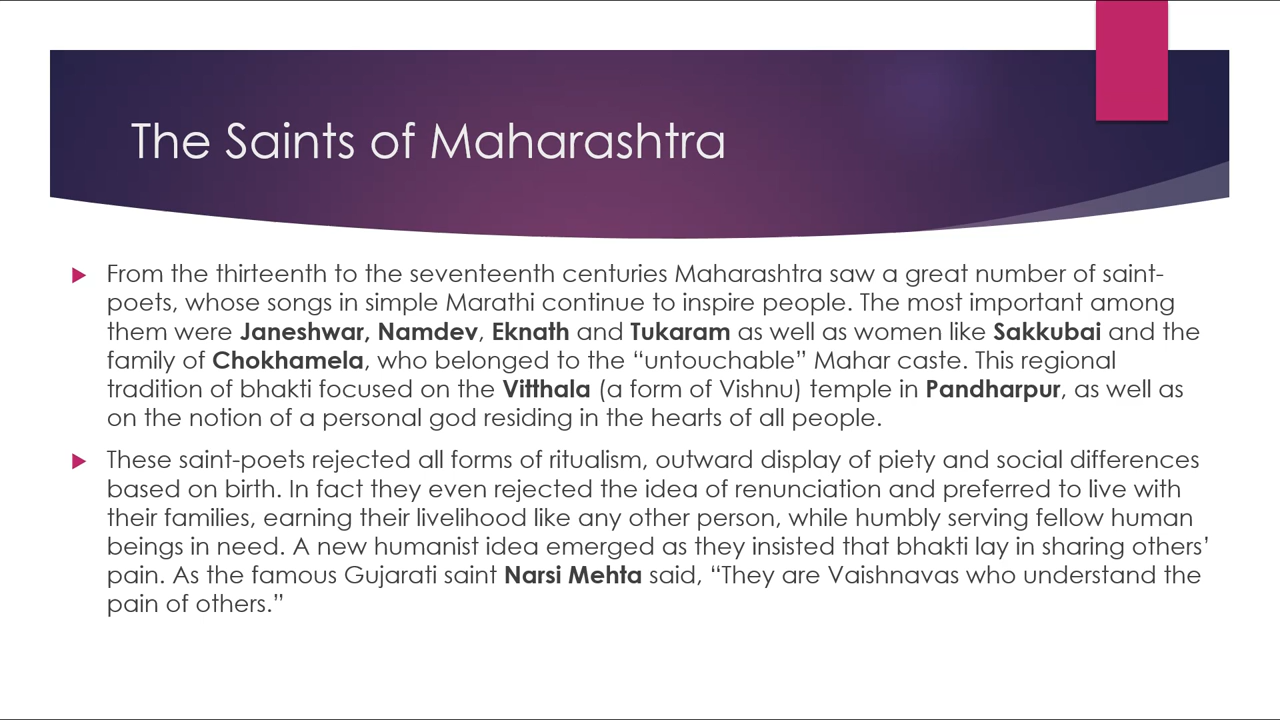 The Saints of Maharashtra
From the thirteenth to the seventeenth centuries Maharashtra saw a great number of saint-
poets, whose songs in simple Marathi continue to inspire people. The most important among
them were Janeshwar, Namdev, Eknath and Tukaram as well as women like Sakkubai and the
family of Chokhamela, who belonged to the “untouchable” Mahar caste. This regional
tradition of bhakti focused on the Vitthala (a form of Vishnu) temple in Pandharpur, as well as
on the notion of a personal god residing in the hearts of all people.
These saint-poets rejected all forms of ritualism, outward display of piety and social differences
based on birth. In fact they even rejected the idea of renunciation and preferred to live with
their families, earning their livelihood like any other person, while humbly serving fellow human
beings in need. A new humanist idea emerged as they insisted that bhakti lay in sharing others’
pain. As the famous Gujarati saint Narsi Mehta said, “They are Vaishnavas who understand the
pain of others.”